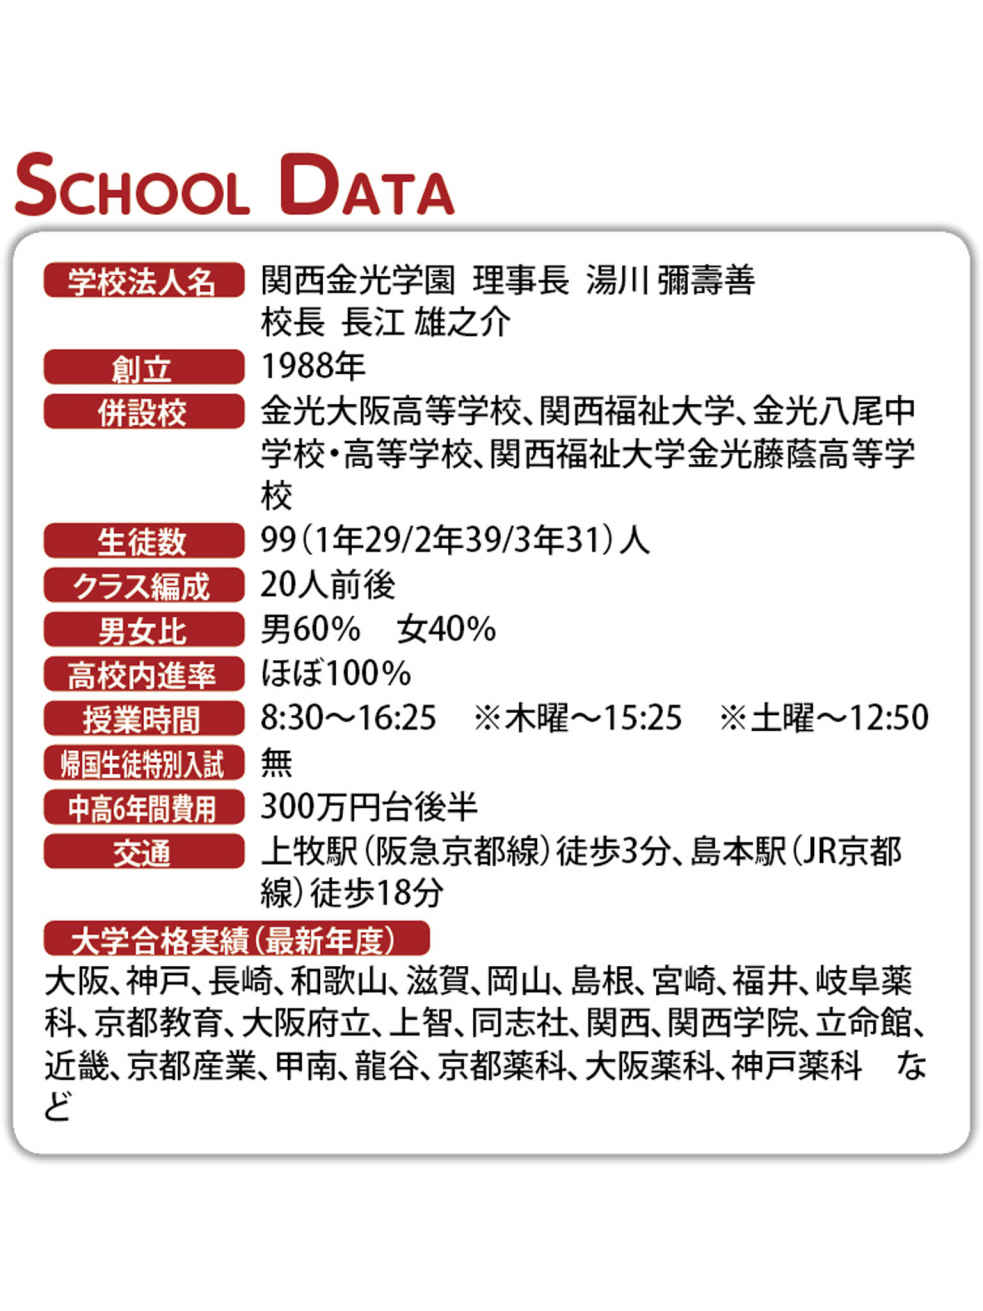 SCHOOL DATA
学校法人名 関西金光学園 理事長 湯川 彌壽善
校長 長江 雄之介
創立 1988年
併設校 金光大阪高等学校、関西福祉大学、金光八尾中
学校・高等学校、関西福祉大学金光藤蔭高等学
校
生徒数 99（1年29/2年39/3年31）人
クラス編成 20人前後
男女比 男60%　女40%
高校内進率 ほぼ100%
授業時間 8:30〜16:25　※木曜〜15:25　※土曜〜12:50
帰国生徒特別入試 無
中高6年間費用 300万円台後半
交通 上牧駅（阪急京都線）徒歩3分、島本駅（JR京都
線）徒歩18分
大学合格実績（最新年度）
大阪、神戸、長崎、和歌山、滋賀、岡山、島根、宮崎、福井、岐阜薬
科、京都教育、大阪府立、上智、同志社、関西、関西学院、立命館、
近畿、京都産業、甲南、龍谷、京都薬科、大阪薬科、神戸薬科　な
ど